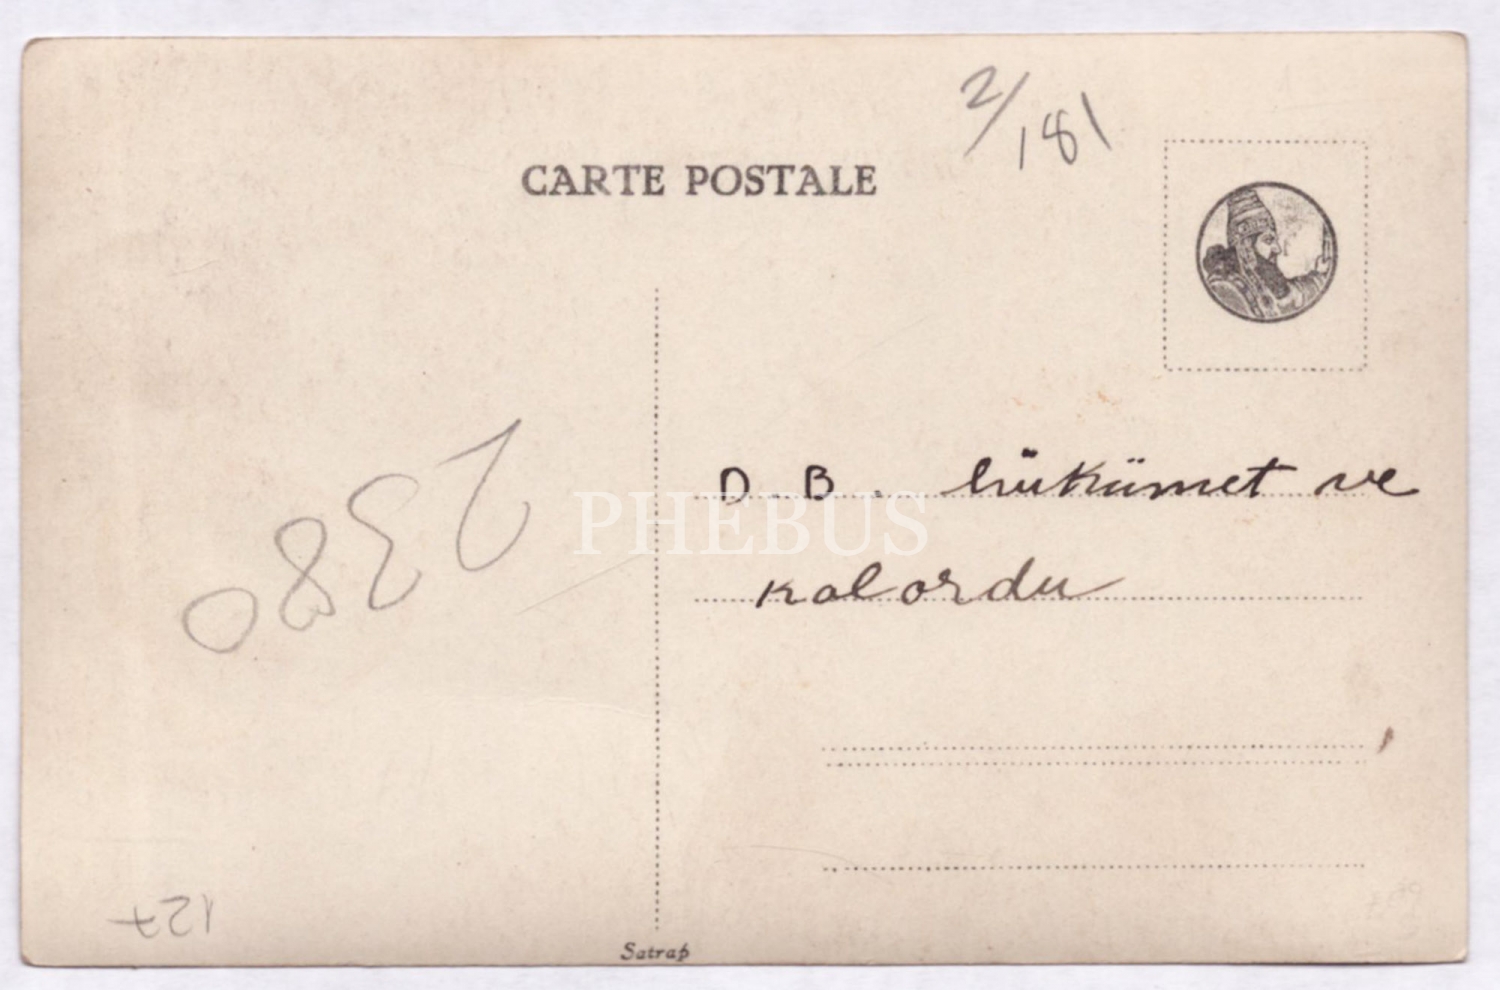 2/181
CARTE POSTALE
D B. hükümet ve
kolordu
2380
PHEBUS
127
Satrap